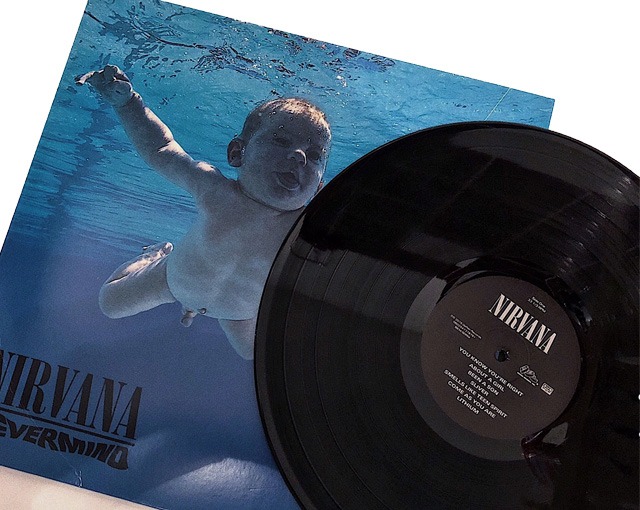 NIRVANA
EVERMIND
NIRVANA
YOU KNOW YOU'RE RIGHT
ABOUT A GIRL
BEEN A SON
SLIVER
SMELLS LIKE TEEN SPIRIT
COME AS YOU ARE
LITHIUM